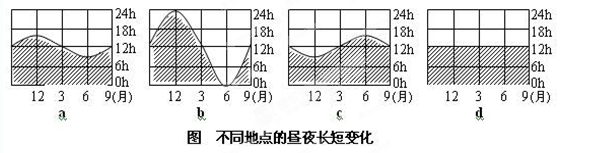 24h 24h 24h 24h
18h 18h 18h 18h
12h 12h 12h 12h
6h 6h 6h 6h
0h 0h 0h 0h
12 3 6 9(月) 12 3 6 9(月) 12 3 6 9(月) 12 3 6 9(月)
a b c d
图 不同地点的昼夜长短变化